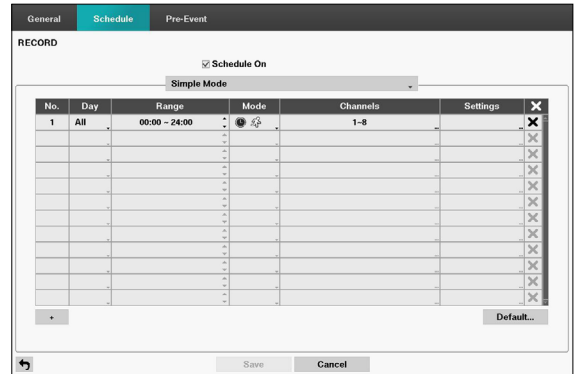 General Schedule Pre-Event
RECORD
Schedule On
Simple Mode
No. Day Range Mode Channels Settings
1 All 00:00 ~ 24:00 1~8
+ Default...
Save Cancel